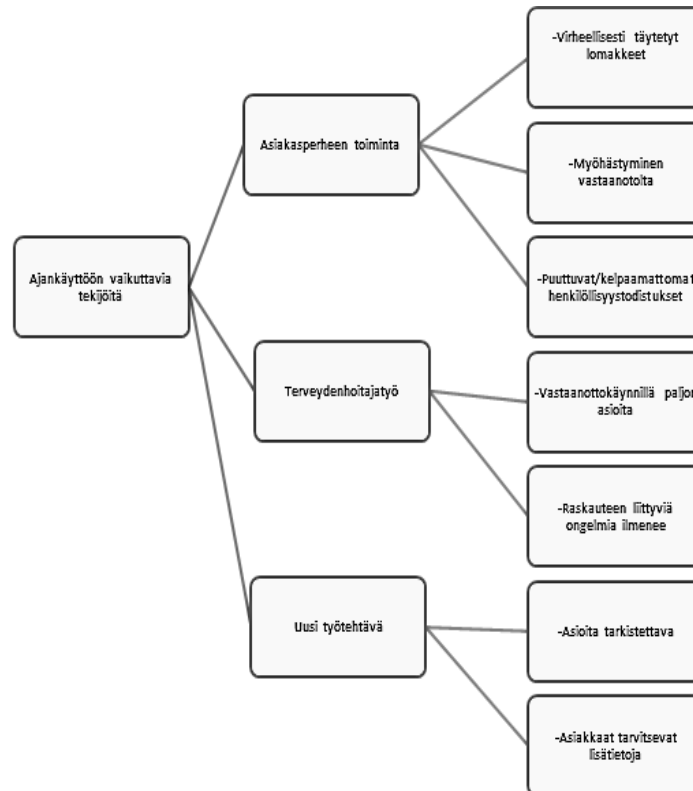 -Virheellisesti täytetyt
lomakkeet
Asiakasperheen toiminta
-Myöhästyminen
vastaanotolta
Ajankäyttöön vaikuttavia
tekijöitä
-Puuttuvat/kelpaamattomat
henkilöllisyystodistukset
Terveydenhoitajatyö
-Vastaanottokäynnillä paljon
asioita
-Raskauteen liittyviä
ongelmia ilmenee
Uusi työtehtävä
-Asioita tarkistettava
-Asiakkaat tarvitsevat
lisätietoja